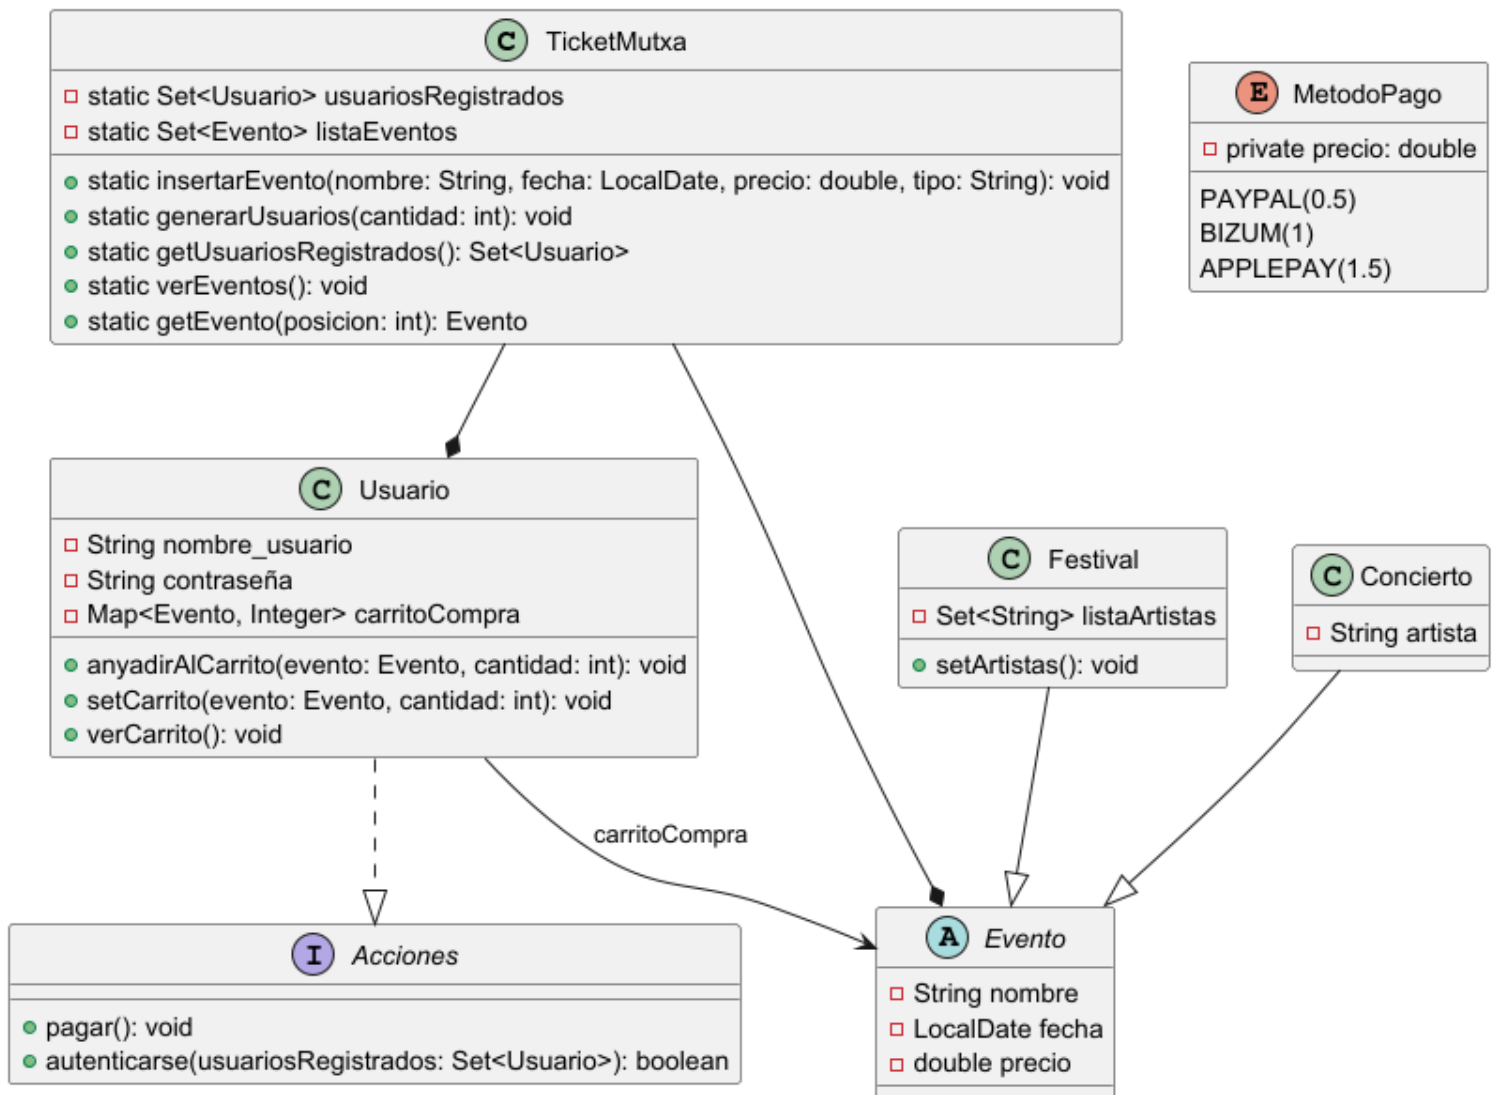 C TicketMutxa
static Set<Usuario> usuariosRegistrados
static Set<Evento> listaEventos
static insertarEvento(nombre: String, fecha: LocalDate, precio: double, tipo: String): void
static generarUsuarios(cantidad: int): void
static getUsuariosRegistrados(): Set<Usuario>
static verEventos(): void
static getEvento(posicion: int): Evento
E MetodoPago
private precio: double
PAYPAL(0.5)
BIZUM(1)
APPLEPAY(1.5)
C Usuario
String nombre_usuario
String contraseña
Map<Evento, Integer> carritoCompra
anyadirAlCarrito(evento: Evento, cantidad: int): void
setCarrito(evento: Evento, cantidad: int): void
verCarrito(): void
C Festival
Set<String> listaArtistas
setArtistas(): void
C Concierto
String artista
carritoCompra
I Acciones
pagar(): void
autenticarse(usuariosRegistrados: Set<Usuario>): boolean
A Evento
String nombre
LocalDate fecha
double precio